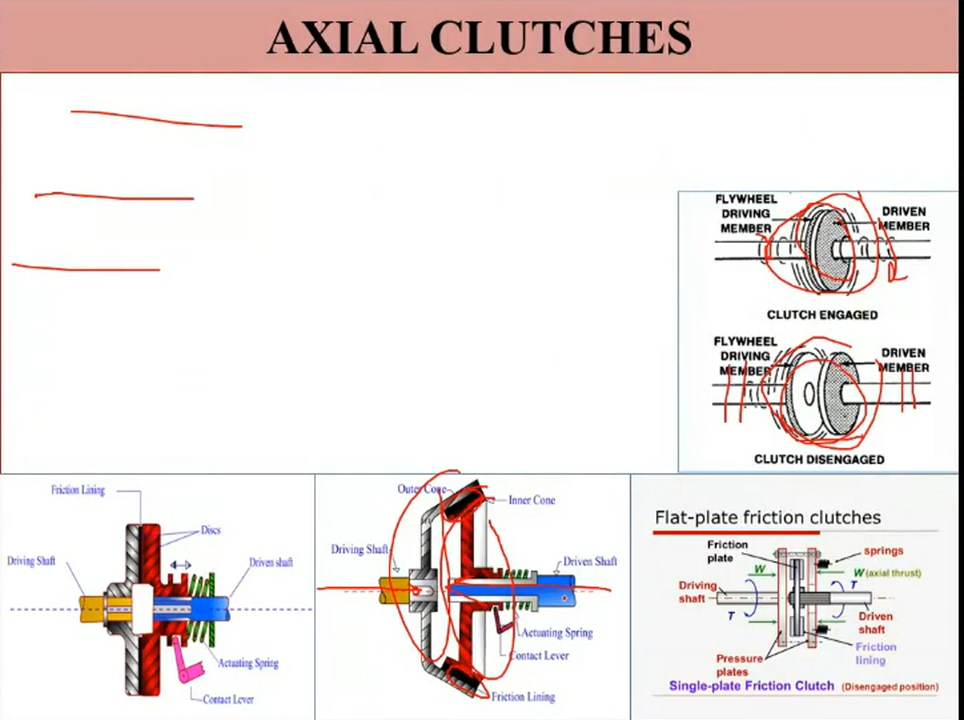 AXIAL CLUTCHES
FLYWHEEL
DRIVING
MEMBER
DRIVEN
MEMBER
CLUTCH ENGAGED
FLYWHEEL
DRIVING
MEMBER
DRIVEN
MEMBER
CLUTCH DISENGAGED
Friction Lining
Discs
Driving Shaft
Driven shaft
Actuating Spring
Contact Lever
Outer Cone
Inner Cone
Driving Shaft
Driven Shaft
Actuating Spring
Contact Lever
Friction Lining
Flat-plate friction clutches
Friction
plate
springs
W
W (axial thrust)
Driving
shaft
T
T
Driven
shaft
Friction
lining
Pressure
plates
Single-plate Friction Clutch (Disengaged position)